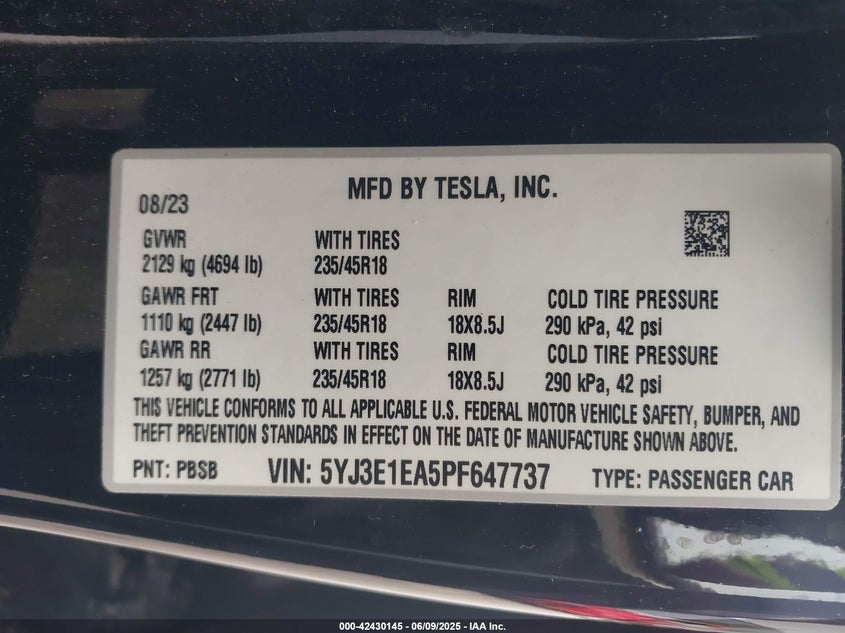 MFD BY TESLA, INC.
08/23
GVWR WITH TIRES
2129 kg (4694 lb) 235/45R18
GAWR FRT WITH TIRES RIM COLD TIRE PRESSURE
1110 kg (2447 lb) 235/45R18 18X8.5J 290 kPa, 42 psi
GAWR RR WITH TIRES RIM COLD TIRE PRESSURE
1257 kg (2771 lb) 235/45R18 18X8.5J 290 kPa, 42 psi
THIS VEHICLE CONFORMS TO ALL APPLICABLE U.S. FEDERAL MOTOR VEHICLE SAFETY, BUMPER, AND
THEFT PREVENTION STANDARDS IN EFFECT ON THE DATE OF MANUFACTURE SHOWN ABOVE.
PNT: PBSB VIN: 5YJ3E1EA5PF647737 TYPE: PASSENGER CAR
000-42430145 - 06/09/2025 - IAA Inc.